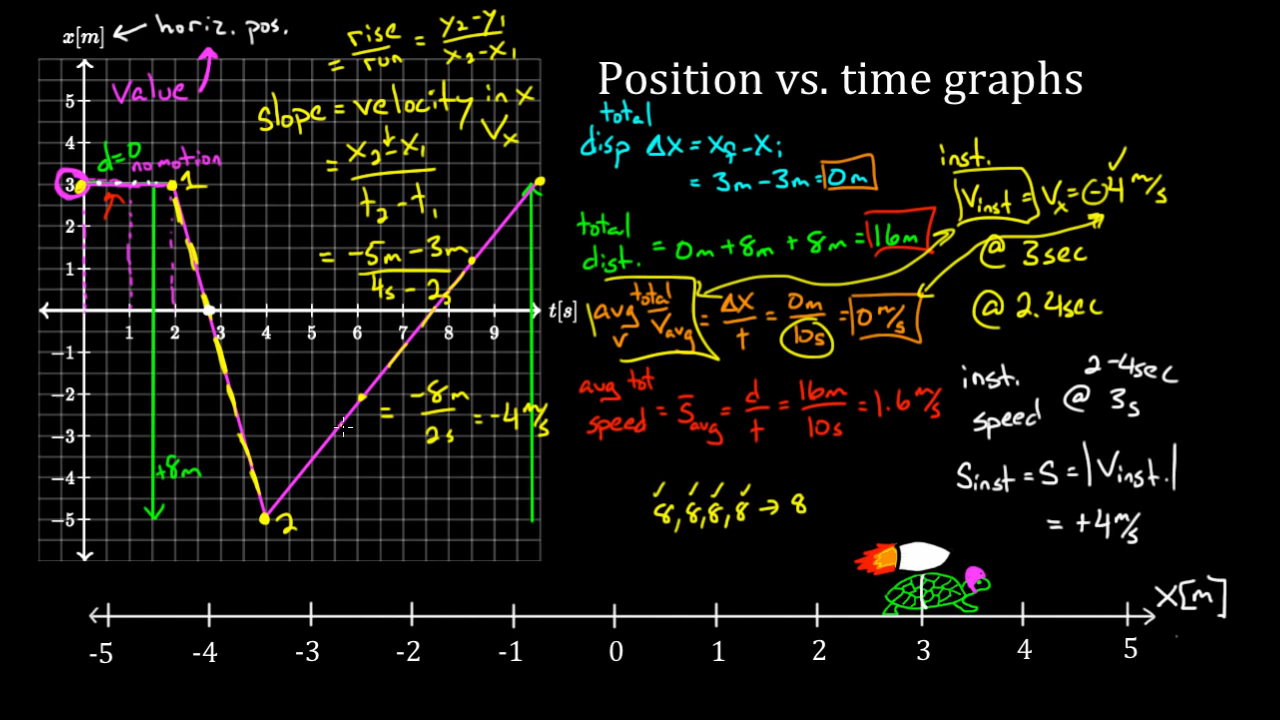 x[m] ← horiz. pos.
value
d=0
no motion
1
2
+8m
5
4
3
2
1
−1
−2
−3
−4
−5
1 2 3 4 5 6 7 8 9 t[s]
= rise/run = y₂-y₁/x₂-x₁
slope = velocity in x
Vx
= x₂-x₁/t₂-t₁
= -5m-3m/4s-2s
= -8m/2s = -4 m/s
Position vs. time graphs
total
disp Δx = xf-xi
= 3m-3m=0m
total
dist. = 0m+8m+8m=16m
avg total
v Vavg = Δx/t = 0m/10s = 0 m/s
avg tot
speed = S̄avg = d/t = 16m/10s = 1.6 m/s
8,8,8,8 → 8
inst.
Vinst = Vx = -4 m/s
@ 3sec
@ 2.4sec
2-4sec
inst.
speed @ 3s
Sinst = S = |Vinst.|
= +4 m/s
X[m]
-5 -4 -3 -2 -1 0 1 2 3 4 5